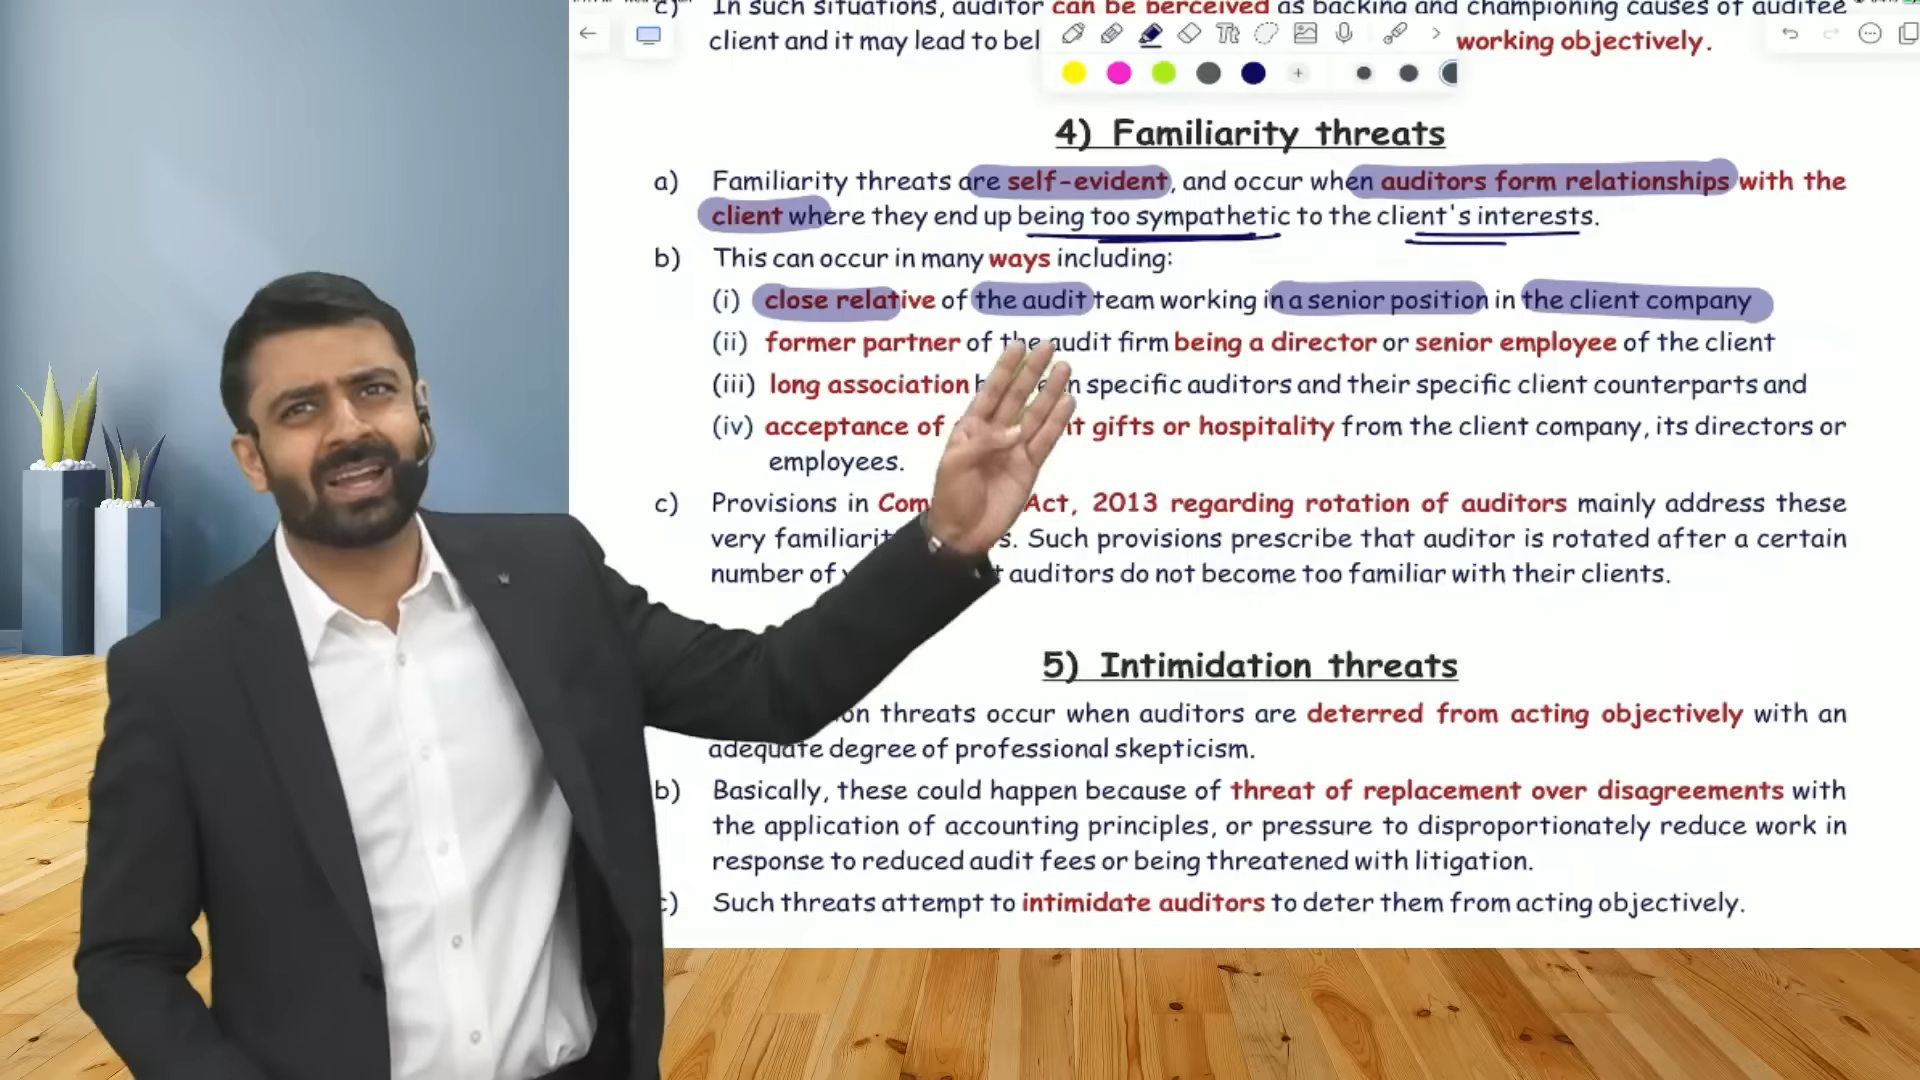 c) In such situations, auditor can be perceived as backing and championing causes of auditee
client and it may lead to working objectively.
4) Familiarity threats
a) Familiarity threats are self-evident, and occur when auditors form relationships with the
client where they end up being too sympathetic to the client's interests.
b) This can occur in many ways including:
(i) close relative of the audit team working in a senior position in the client company
(ii) former partner of the audit firm being a director or senior employee of the client
(iii) long association specific auditors and their specific client counterparts and
(iv) acceptance of gifts or hospitality from the client company, its directors or
employees.
c) Provisions in Act, 2013 regarding rotation of auditors mainly address these
very Such provisions prescribe that auditor is rotated after a certain
number of auditors do not become too familiar with their clients.
5) Intimidation threats
threats occur when auditors are deterred from acting objectively with an
adequate degree of professional skepticism.
b) Basically, these could happen because of threat of replacement over disagreements with
the application of accounting principles, or pressure to disproportionately reduce work in
response to reduced audit fees or being threatened with litigation.
c) Such threats attempt to intimidate auditors to deter them from acting objectively.